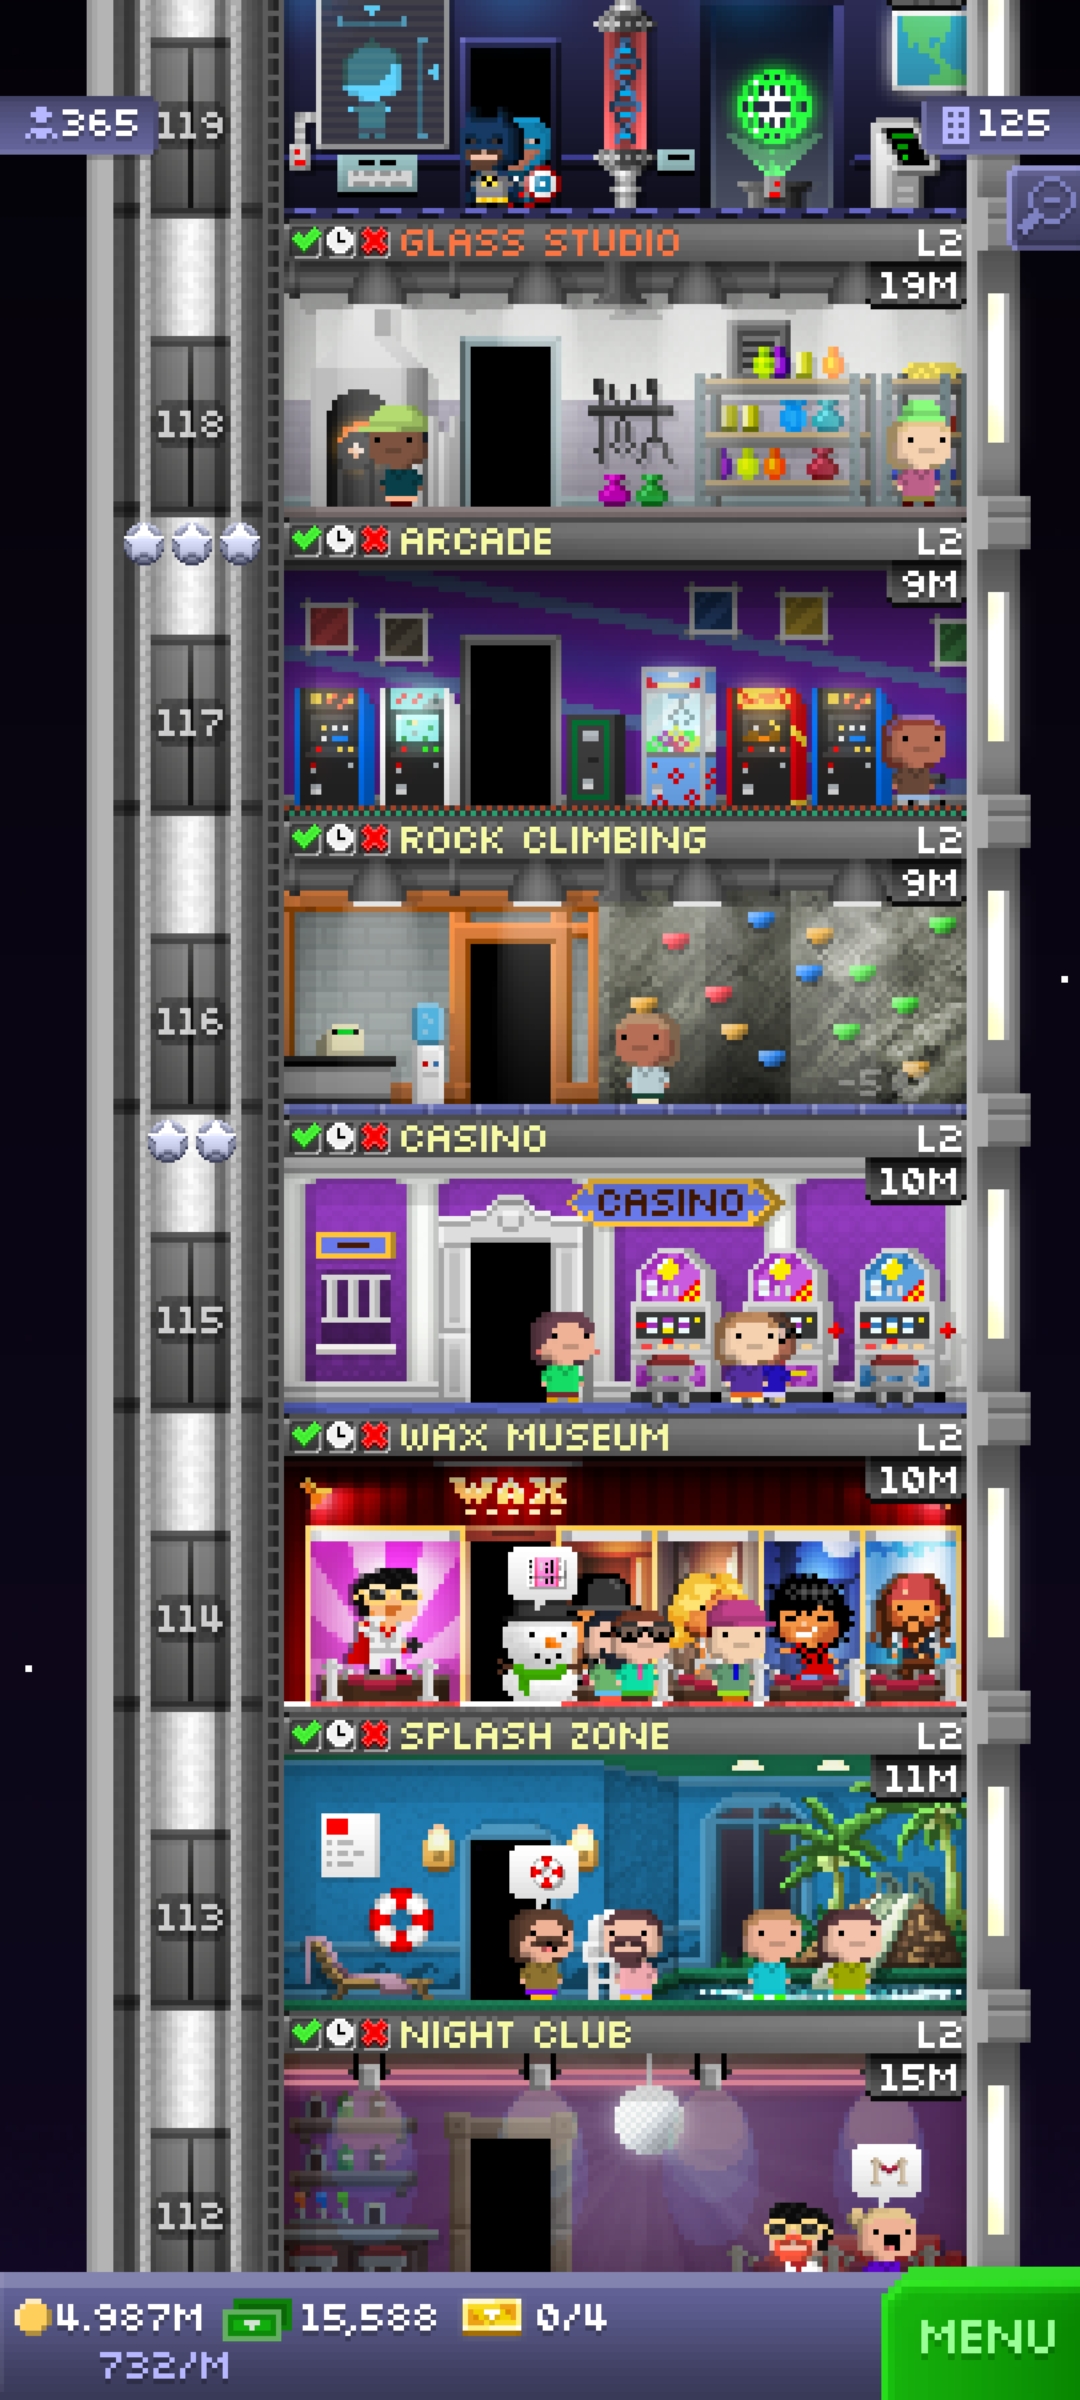 365
119
125
GLASS STUDIO L2
19M
118
ARCADE L2
9M
117
ROCK CLIMBING L2
9M
116
-5
CASINO L2
10M
CASINO
115
WAX MUSEUM L2
10M
WAX
114
SPLASH ZONE L2
11M
113
NIGHT CLUB L2
15M
112
4.987M 15,588 0/4
732/M
MENU